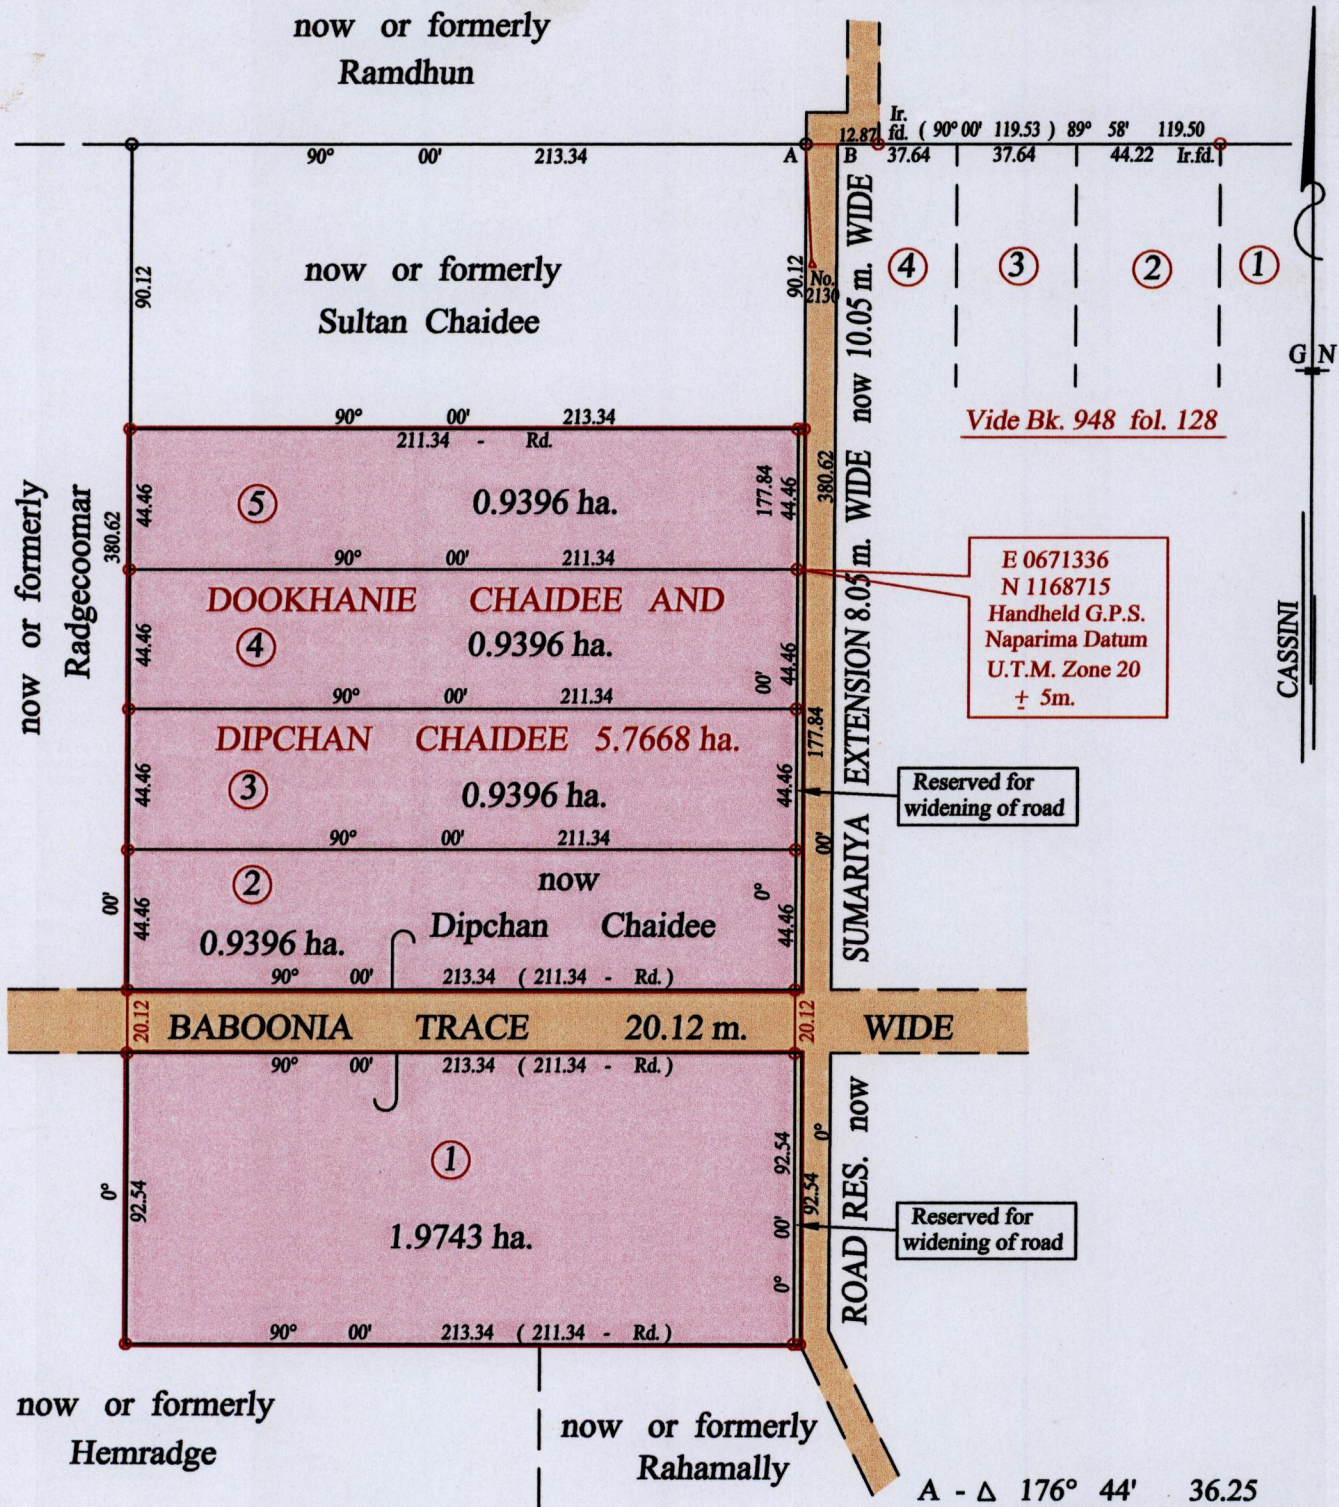 now or formerly
Ramdhun
Ir.
12.87 fd. ( 90° 00' 119.53 ) 89° 58' 119.50
90° 00' 213.34 A B 37.64 37.64 44.22 Ir.fd.
90.12
now or formerly
Sultan Chaidee
90.12
No.
2130
4 3 2 1
G N
Vide Bk. 948 fol. 128
90° 00' 213.34
211.34 - Rd.
now or formerly
Radgecoomar
380.62
44.46
5
0.9396 ha.
177.84
44.46
380.62
90° 00' 211.34
DOOKHANIE CHAIDEE AND
44.46
4
0.9396 ha.
00'
44.46
90° 00' 211.34
DIPCHAN CHAIDEE 5.7668 ha.
44.46
3
0.9396 ha.
44.46
177.84
00'
90° 00' 211.34
2
now
Dipchan Chaidee
0.9396 ha.
00'
44.46
0°
44.46
90° 00' 213.34 ( 211.34 - Rd. )
E 0671336
N 1168715
Handheld G.P.S.
Naparima Datum
U.T.M. Zone 20
± 5m.
CASSINI
Reserved for
widening of road
SUMARIYA EXTENSION 8.05 m. WIDE now 10.05 m. WIDE
20.12
BABOONIA TRACE 20.12 m. WIDE
20.12
90° 00' 213.34 ( 211.34 - Rd. )
0°
92.54
1
1.9743 ha.
92.54
00'
0°
0°
92.54
ROAD RES. now
Reserved for
widening of road
90° 00' 213.34 ( 211.34 - Rd. )
now or formerly
Hemradge
now or formerly
Rahamally
A - Δ 176° 44' 36.25